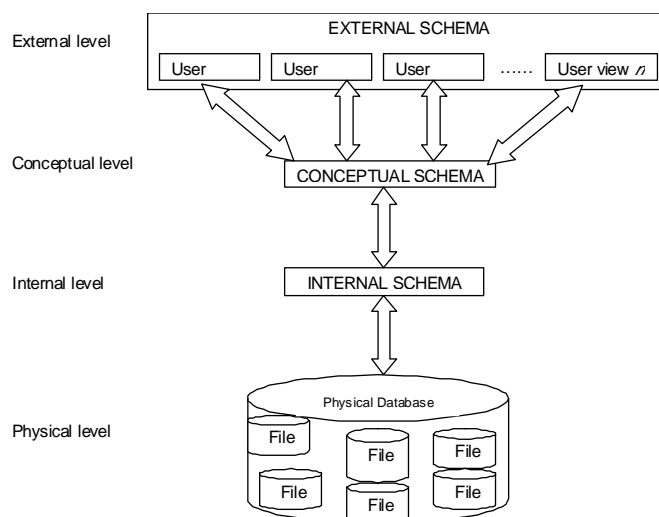 External level
EXTERNAL SCHEMA
User
User
User
......
User view n
Conceptual level
CONCEPTUAL SCHEMA
Internal level
INTERNAL SCHEMA
Physical Database
Physical level
File
File
File
File
File
File